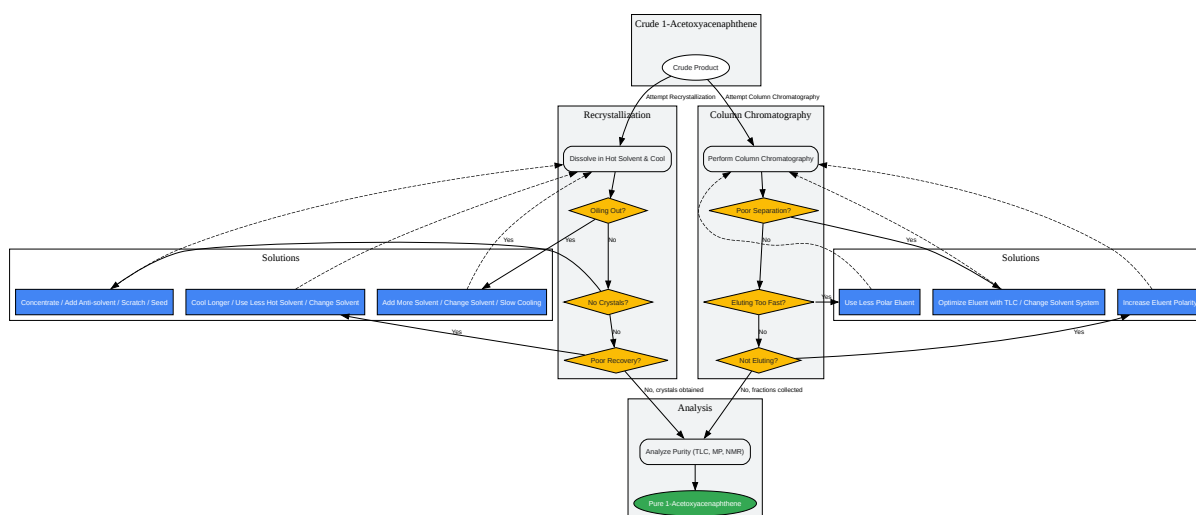 Crude 1-Acetoxyacenaphthene
Crude Product
Attempt Recrystallization
Attempt Column Chromatography
Recrystallization
Column Chromatography
Dissolve in Hot Solvent & Cool
Perform Column Chromatography
Oiling Out?
Poor Separation?
Yes
Yes
No
No
Yes
Solutions
Solutions
Concentrate / Add Anti-solvent / Scratch / Seed
Cool Longer / Use Less Hot Solvent / Change Solvent
Add More Solvent / Change Solvent / Slow Cooling
No Crystals?
Eluting Too Fast?
Yes
Use Less Polar Eluent
Optimize Eluent with TLC / Change Solvent System
Increase Eluent Polarity
Yes
No
No
Yes
Poor Recovery?
Not Eluting?
No, crystals obtained
No, fractions collected
Analysis
Analyze Purity (TLC, MP, NMR)
Pure 1-Acetoxyacenaphthene